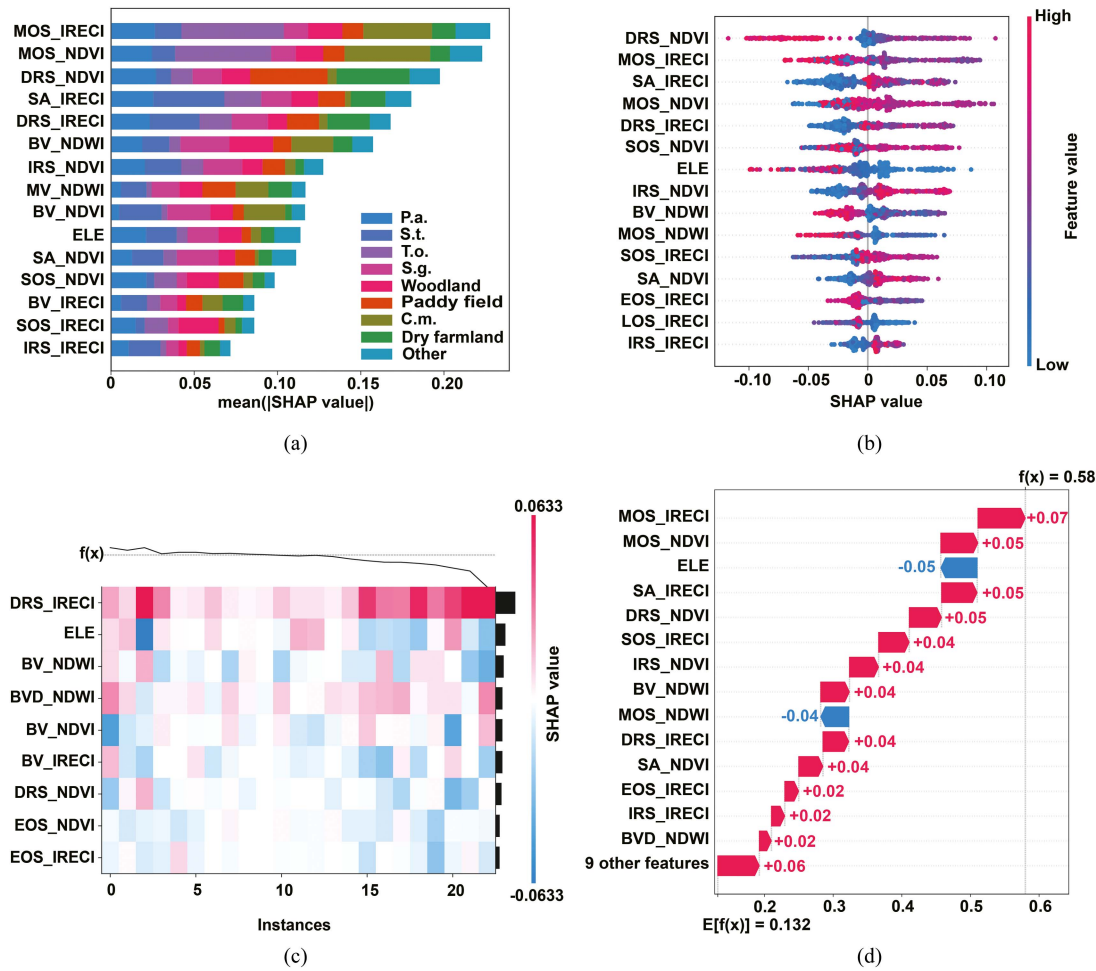 MOS_IRECI
MOS_NDVI
DRS_NDVI
SA_IRECI
DRS_IRECI
BV_NDWI
IRS_NDVI
MV_NDWI
BV_NDVI
ELE
SA_NDVI
SOS_NDVI
BV_IRECI
SOS_IRECI
IRS_IRECI
P.a.
S.t.
T.o.
S.g.
Woodland
Paddy field
C.m.
Dry farmland
Other
0 0.05 0.10 0.15 0.20
mean(|SHAP value|)
(a)
DRS_NDVI
MOS_IRECI
SA_IRECI
MOS_NDVI
DRS_IRECI
SOS_NDVI
ELE
IRS_NDVI
BV_NDWI
MOS_NDWI
SOS_IRECI
SA_NDVI
EOS_IRECI
LOS_IRECI
IRS_IRECI
-0.10 -0.05 0 0.05 0.10
SHAP value
High
Feature value
Low
(b)
0.0633
f(x)
DRS_IRECI
ELE
BV_NDWI
BVD_NDWI
BV_NDVI
BV_IRECI
DRS_NDVI
EOS_NDVI
EOS_IRECI
0 5 10 15 20
Instances
SHAP value
-0.0633
(c)
f(x) = 0.58
MOS_IRECI +0.07
MOS_NDVI +0.05
ELE -0.05
SA_IRECI +0.05
DRS_NDVI +0.05
SOS_IRECI +0.04
IRS_NDVI +0.04
BV_NDWI +0.04
MOS_NDWI -0.04
DRS_IRECI +0.04
SA_NDVI +0.04
EOS_IRECI +0.02
IRS_IRECI +0.02
BVD_NDWI +0.02
9 other features +0.06
0.2 0.3 0.4 0.5 0.6
E[f(x)] = 0.132
(d)